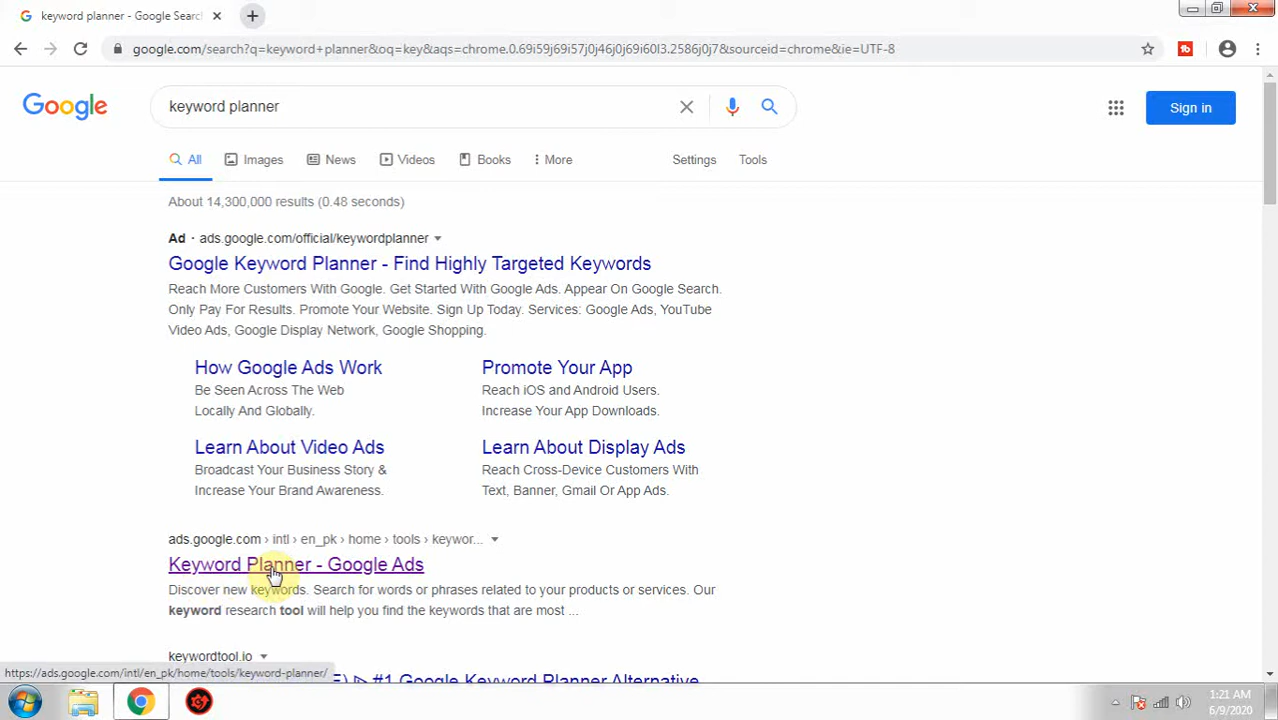 keyword planner - Google Searc
google.com/search?q=keyword+planner&oq=key&aqs=chrome.0.69i59j69i57j0j46j0j69i60l3.2586j0j7&sourceid=chrome&ie=UTF-8
Google
keyword planner
Sign in
All
Images
News
Videos
Books
More
Settings
Tools
About 14,300,000 results (0.48 seconds)
Ad · ads.google.com/official/keywordplanner
Google Keyword Planner - Find Highly Targeted Keywords
Reach More Customers With Google. Get Started With Google Ads. Appear On Google Search.
Only Pay For Results. Promote Your Website. Sign Up Today. Services: Google Ads, YouTube
Video Ads, Google Display Network, Google Shopping.
How Google Ads Work
Be Seen Across The Web
Locally And Globally.
Promote Your App
Reach iOS and Android Users.
Increase Your App Downloads.
Learn About Video Ads
Broadcast Your Business Story &
Increase Your Brand Awareness.
Learn About Display Ads
Reach Cross-Device Customers With
Text, Banner, Gmail Or App Ads.
ads.google.com › intl › en_pk › home › tools › keywor...
Keyword Planner - Google Ads
Discover new keywords. Search for words or phrases related to your products or services. Our
keyword research tool will help you find the keywords that are most ...
keywordtool.io
#1 Google Keyword Planner Alternative
https://ads.google.com/intl/en_pk/home/tools/keyword-planner/
1:21 AM
6/9/2020